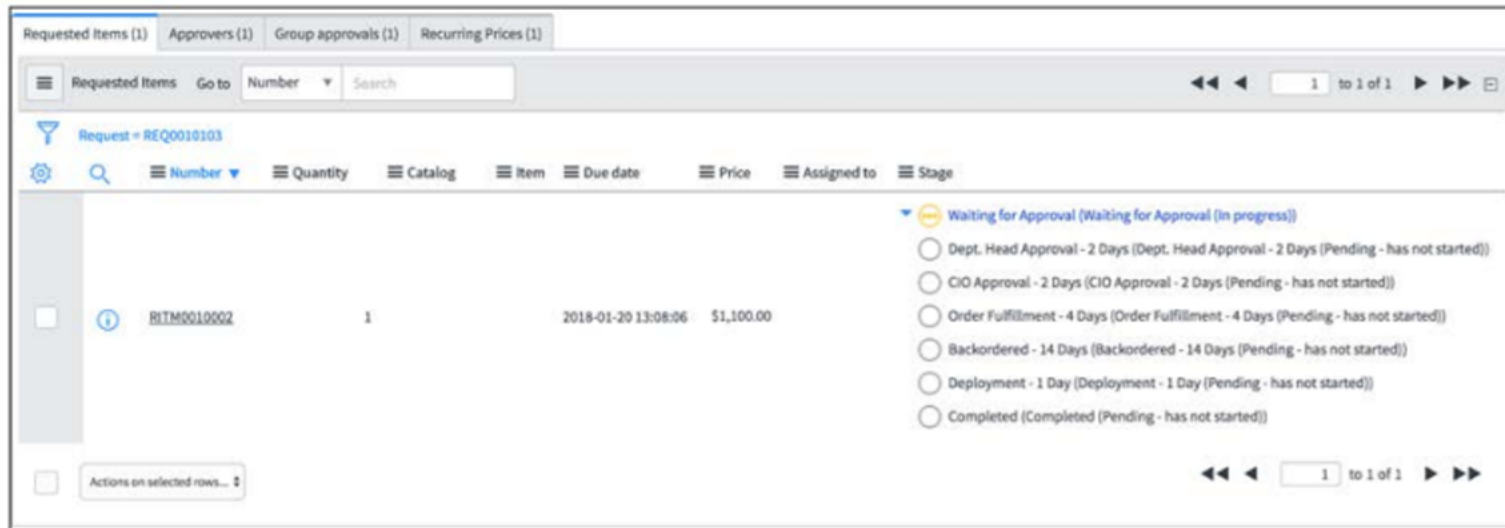 Requested Items (1) Approvers (1) Group approvals (1) Recurring Prices (1)
Requested Items Go to Number Search 1 to 1 of 1
Request = REQ0010103
Number Quantity Catalog Item Due date Price Assigned to Stage
Waiting for Approval (Waiting for Approval (In progress))
Dept. Head Approval - 2 Days (Dept. Head Approval - 2 Days (Pending - has not started))
CIO Approval - 2 Days (CIO Approval - 2 Days (Pending - has not started))
RITM0010002 1 2018-01-20 13:08:06 $1,100.00 Order Fulfillment - 4 Days (Order Fulfillment - 4 Days (Pending - has not started))
Backordered - 14 Days (Backordered - 14 Days (Pending - has not started))
Deployment - 1 Day (Deployment - 1 Day (Pending - has not started))
Completed (Completed (Pending - has not started))
Actions on selected rows... 1 to 1 of 1